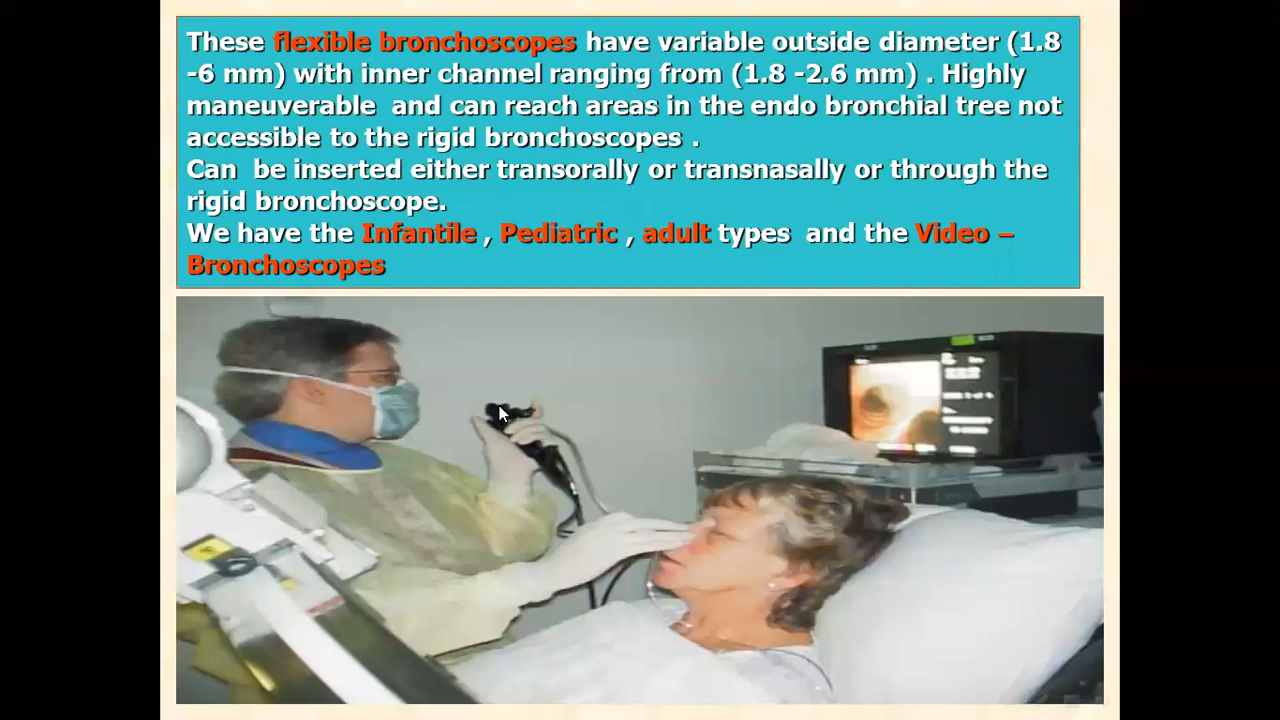 These flexible bronchoscopes have variable outside diameter (1.8
-6 mm) with inner channel ranging from (1.8 -2.6 mm) . Highly
maneuverable and can reach areas in the endo bronchial tree not
accessible to the rigid bronchoscopes .
Can be inserted either transorally or transnasally or through the
rigid bronchoscope.
We have the Infantile , Pediatric , adult types and the Video –
Bronchoscopes